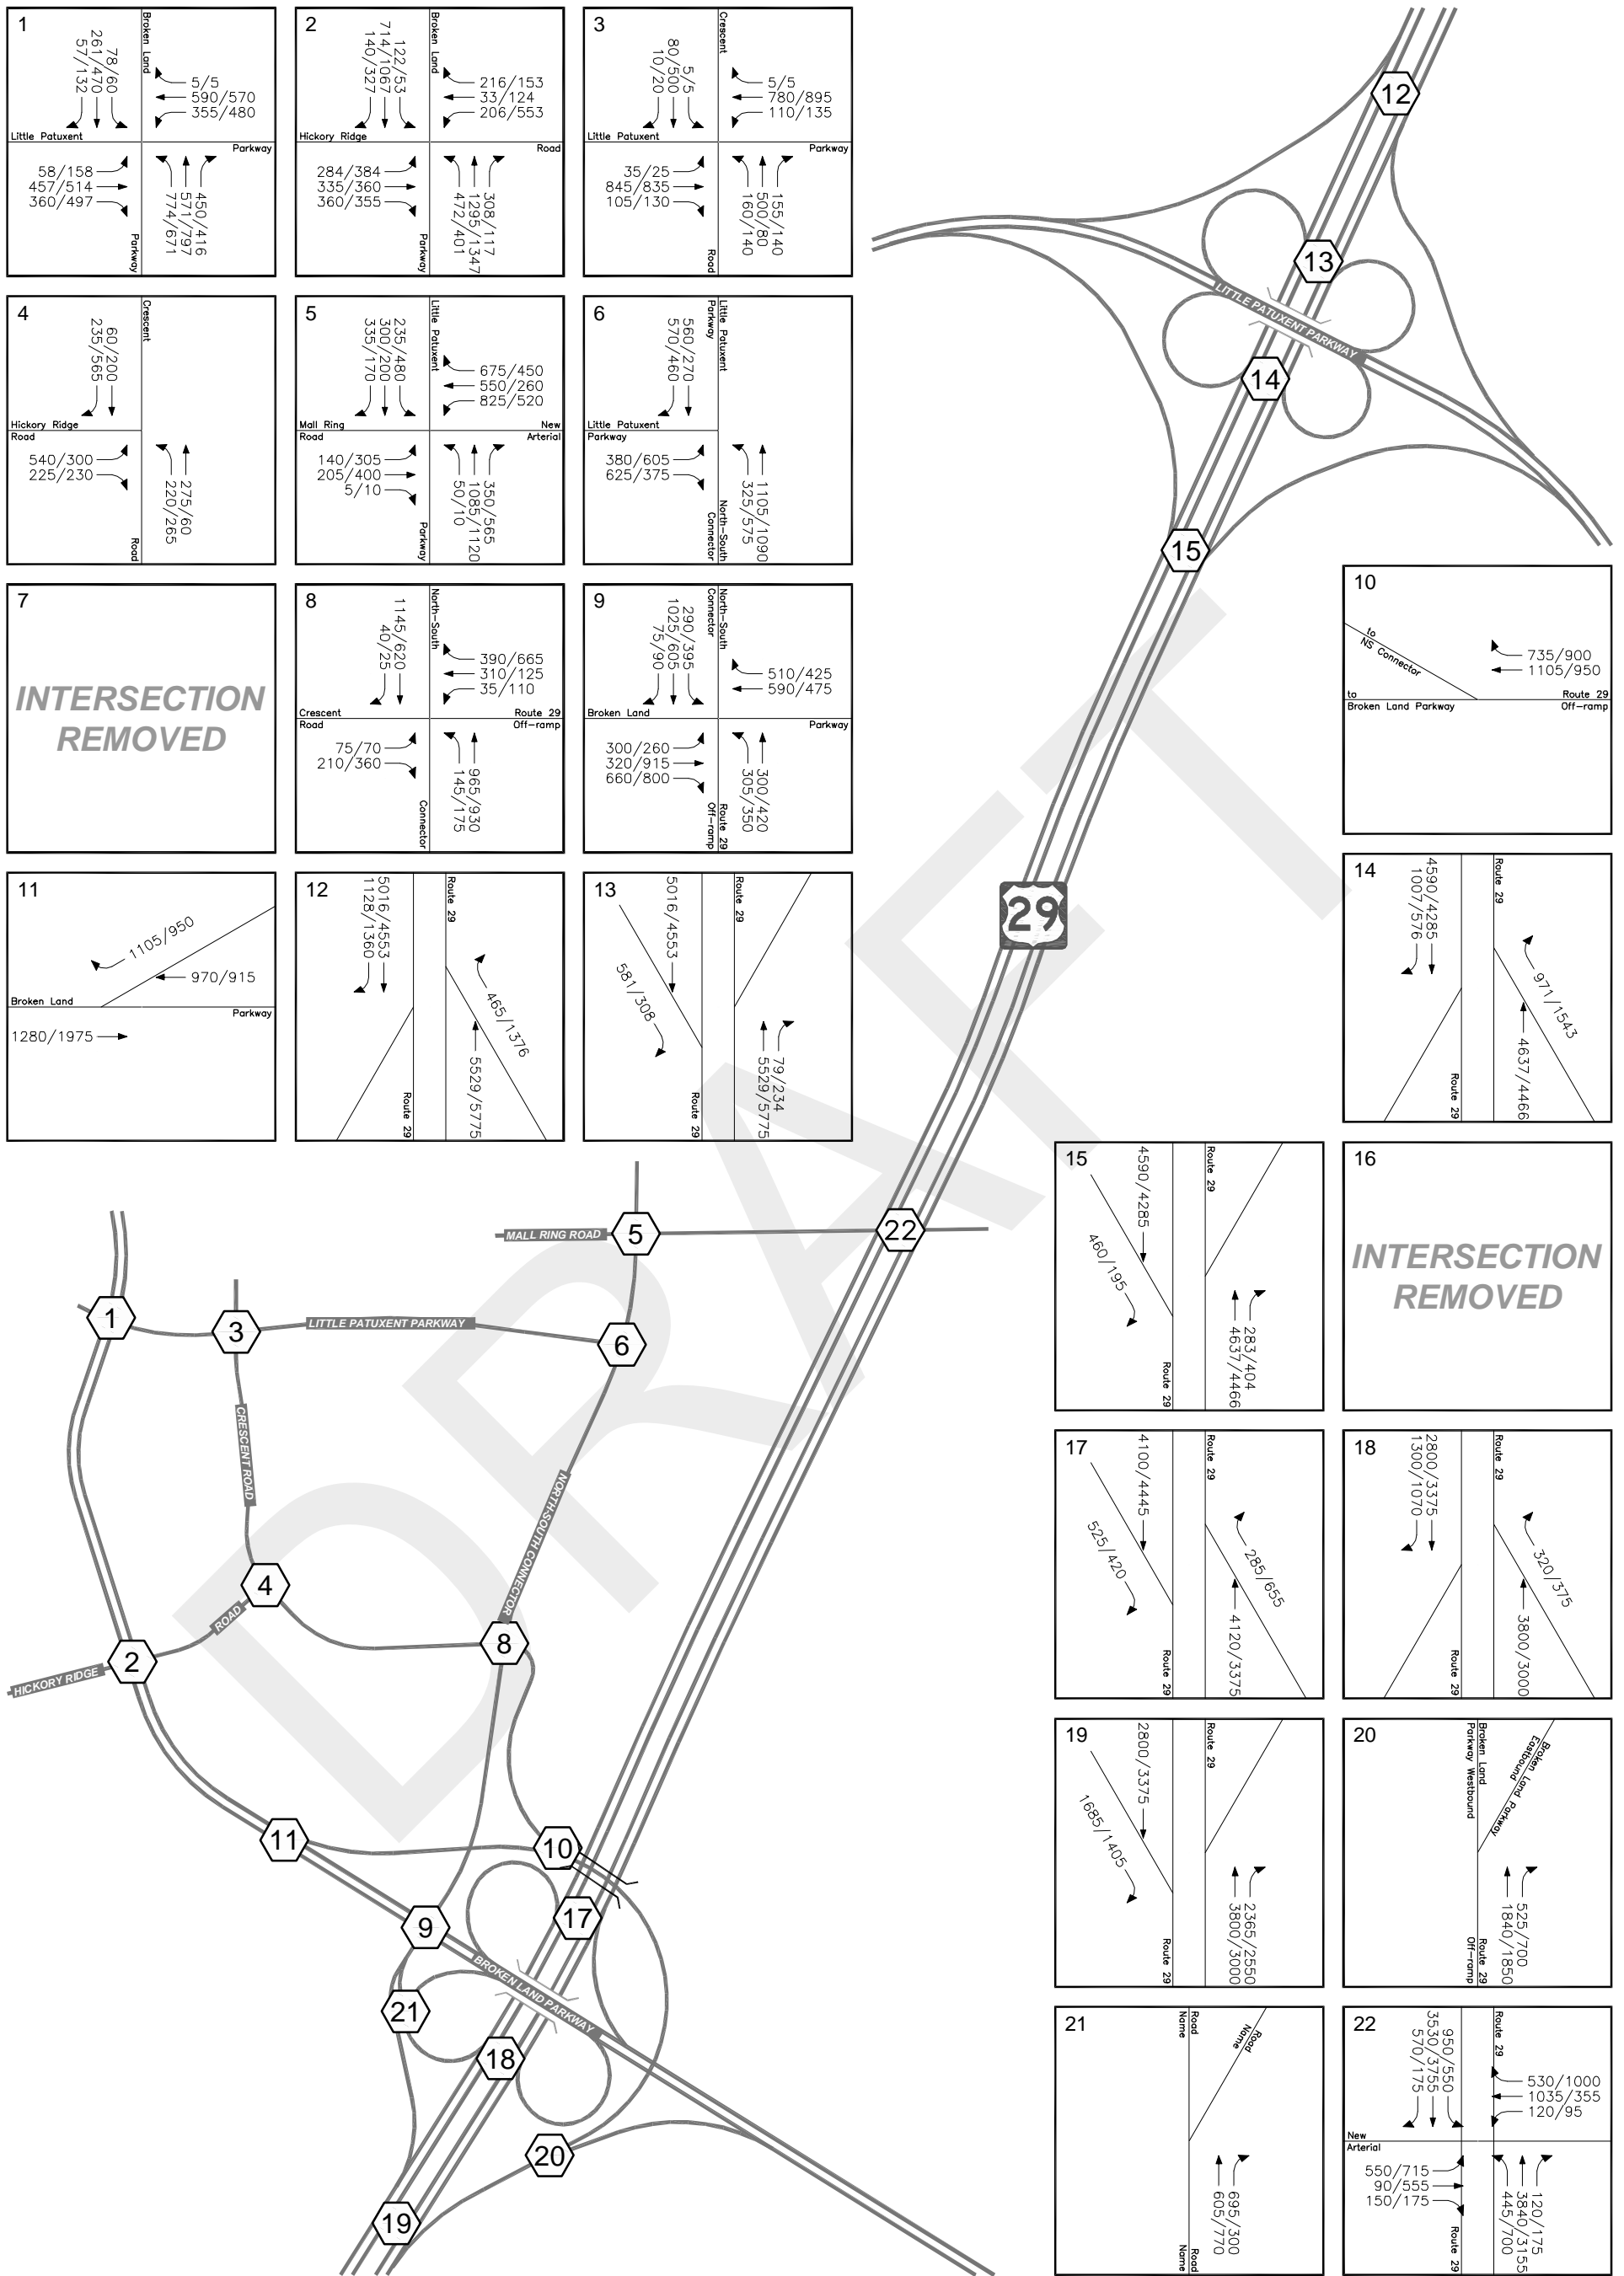 1
Broken Land
78/60
261/470
57/132
5/5
590/570
355/480
Little Patuxent
Parkway
58/158
457/514
360/497
450/416
571/797
774/671
Parkway
2
Broken Land
122/53
714/1067
140/327
216/153
33/124
206/553
Hickory Ridge
Road
284/384
335/360
360/355
308/117
1295/1347
472/401
Parkway
3
Crescent
5/5
80/500
10/20
5/5
780/895
110/135
Little Patuxent
Parkway
35/25
845/835
105/130
155/140
500/80
160/140
Road
4
Crescent
60/200
235/565
Hickory Ridge
Road
540/300
225/230
275/60
220/265
Road
5
Little Patuxent
235/480
300/200
335/170
675/450
550/260
825/520
Mall Ring
Road
New
Arterial
140/305
205/400
5/10
350/565
1085/1120
50/10
Parkway
6
Little Patuxent
Parkway
560/270
570/460
Little Patuxent
Parkway
380/605
625/375
1105/1090
325/575
North-South
Connector
7
INTERSECTION
REMOVED
8
North-South
1145/620
40/25
390/665
310/125
35/110
Crescent
Road
Route 29
Off-ramp
75/70
210/360
965/930
145/175
Connector
9
North-South
Connector
290/395
1025/605
75/90
510/425
590/475
Broken Land
Parkway
300/260
320/915
660/800
300/420
305/350
Route 29
Off-ramp
10
to
NS Connector
735/900
1105/950
to
Broken Land Parkway
Route 29
Off-ramp
11
1105/950
970/915
Broken Land
Parkway
1280/1975
12
5016/4553
1128/1360
Route 29
465/1376
5529/5775
Route 29
13
5016/4553
581/308
Route 29
79/234
5529/5775
Route 29
14
4590/4285
1007/576
Route 29
971/1543
4637/4466
Route 29
15
4590/4285
460/195
Route 29
283/404
4637/4466
Route 29
16
INTERSECTION
REMOVED
17
4100/4445
525/420
Route 29
285/655
4120/3375
Route 29
18
2800/3375
1300/1070
Route 29
320/375
3800/3000
Route 29
19
2800/3375
1685/1405
Route 29
2365/2550
3800/3000
Route 29
20
Broken Land
Parkway Westbound
Broken Land Parkway
Eastbound
525/700
1840/1850
Route 29
Off-ramp
21
Road
Name
Road
Name
695/300
605/770
Road
Name
22
950/550
3530/3755
570/175
Route 29
530/1000
1035/355
120/95
New
Arterial
550/715
90/555
150/175
120/175
3840/3155
445/700
Route 29
DRAFT
12
13
LITTLE PATUXENT PARKWAY
14
15
29
MALL RING ROAD
5
22
1
3
LITTLE PATUXENT PARKWAY
6
CRESCENT ROAD
NORTH-SOUTH CONNECTOR
4
ROAD
8
2
HICKORY RIDGE
11
10
17
9
BROKEN LAND PARKWAY
21
18
20
19